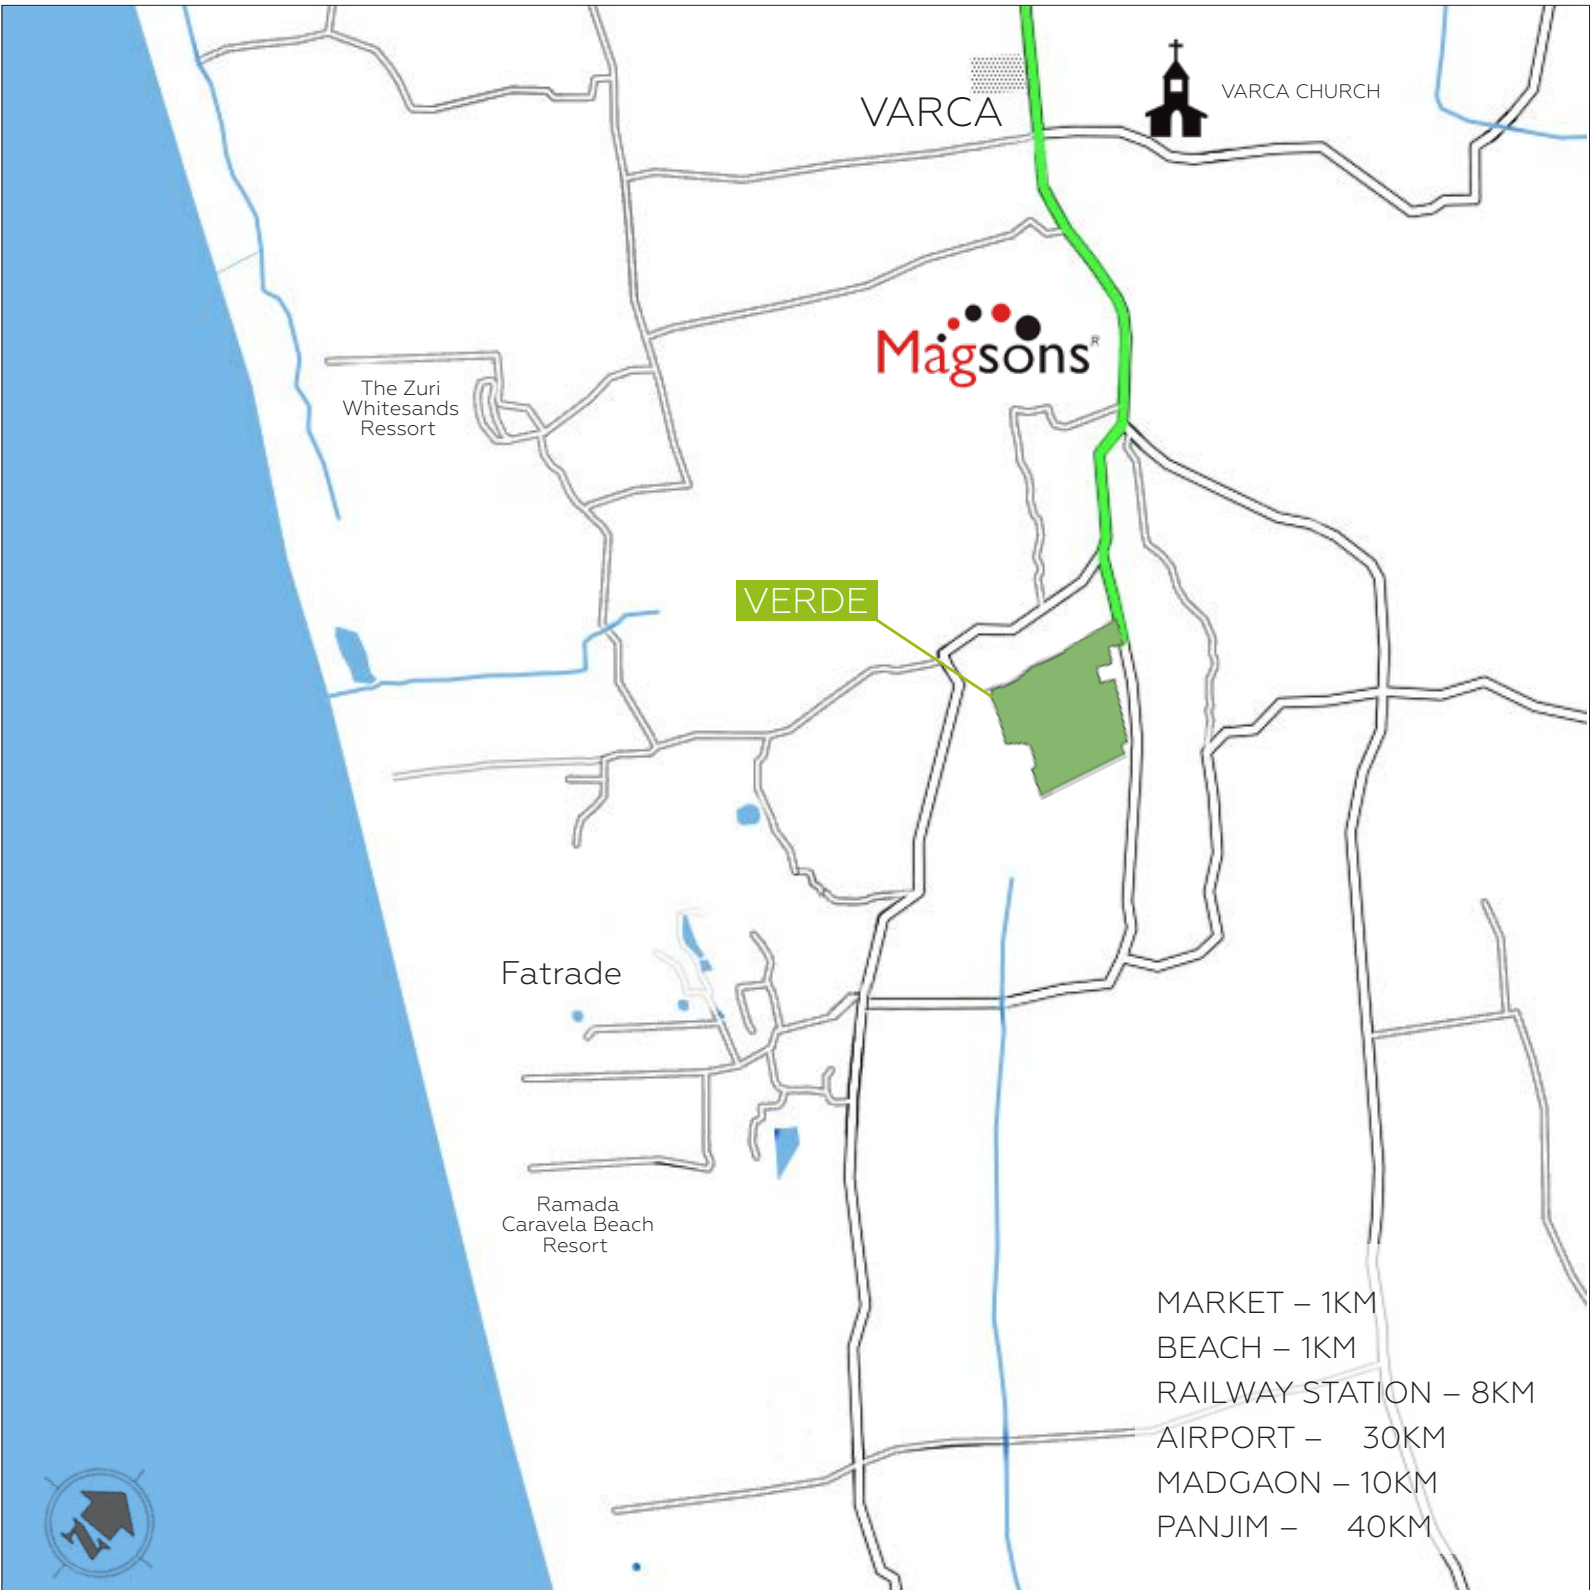 VARCA
VARCA CHURCH
Magsons R
The Zuri
Whitesands
Ressort
VERDE
Fatrade
Ramada
Caravela Beach
Resort
MARKET – 1KM
BEACH – 1KM
RAILWAY STATION – 8KM
AIRPORT – 30KM
MADGAON – 10KM
PANJIM – 40KM
N